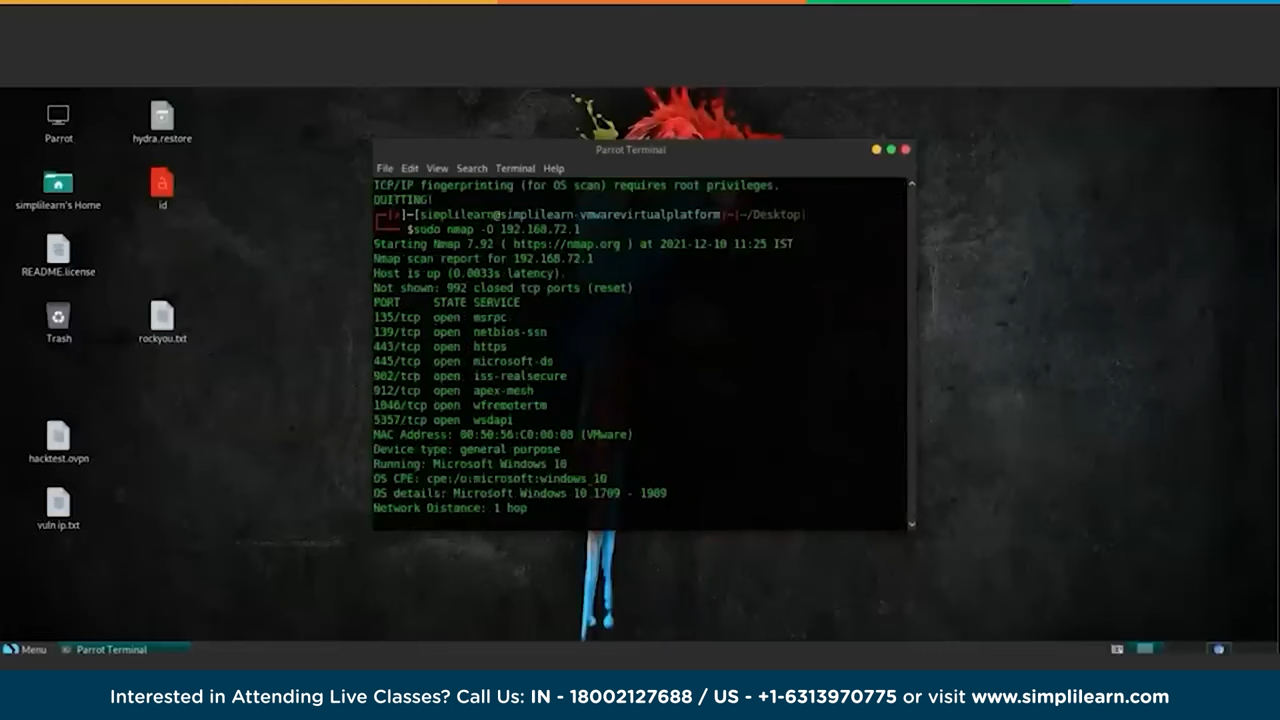 Parrot
hydra.restore
simplilearn's Home
id
README.license
Trash
rockyou.txt
hacktest.ovpn
vuln ip.txt
Parrot Terminal
File Edit View Search Terminal Help
TCP/IP fingerprinting (for OS scan) requires root privileges.
QUITTING!
[simplilearn@simplilearn-vmwarevirtualplatform]-[~/Desktop]
$sudo nmap -O 192.168.72.1
Starting Nmap 7.92 ( https://nmap.org ) at 2021-12-10 11:25 IST
Nmap scan report for 192.168.72.1
Host is up (0.0033s latency).
Not shown: 992 closed tcp ports (reset)
PORT STATE SERVICE
135/tcp open msrpc
139/tcp open netbios-ssn
443/tcp open https
445/tcp open microsoft-ds
902/tcp open iss-realsecure
912/tcp open apex-mesh
1046/tcp open wfremotertm
5357/tcp open wsdapi
MAC Address: 00:50:56:C0:00:08 (VMware)
Device type: general purpose
Running: Microsoft Windows 10
OS CPE: cpe:/o:microsoft:windows_10
OS details: Microsoft Windows 10 1709 - 1909
Network Distance: 1 hop
Menu Parrot Terminal
Interested in Attending Live Classes? Call Us: IN - 18002127688 / US - +1-6313970775 or visit www.simplilearn.com